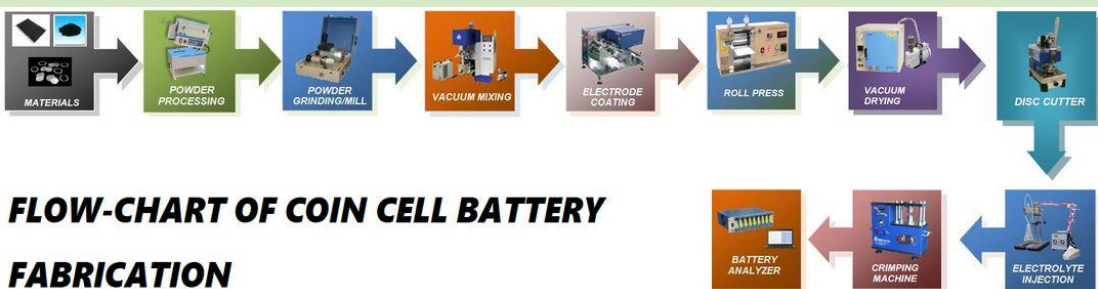 MATERIALS
POWDER
PROCESSING
POWDER
GRINDING/MILL
VACUUM MIXING
ELECTRODE
COATING
ROLL PRESS
VACUUM
DRYING
DISC CUTTER
FLOW-CHART OF COIN CELL BATTERY
FABRICATION
BATTERY
ANALYZER
CRIMPING
MACHINE
ELECTROLYTE
INJECTION